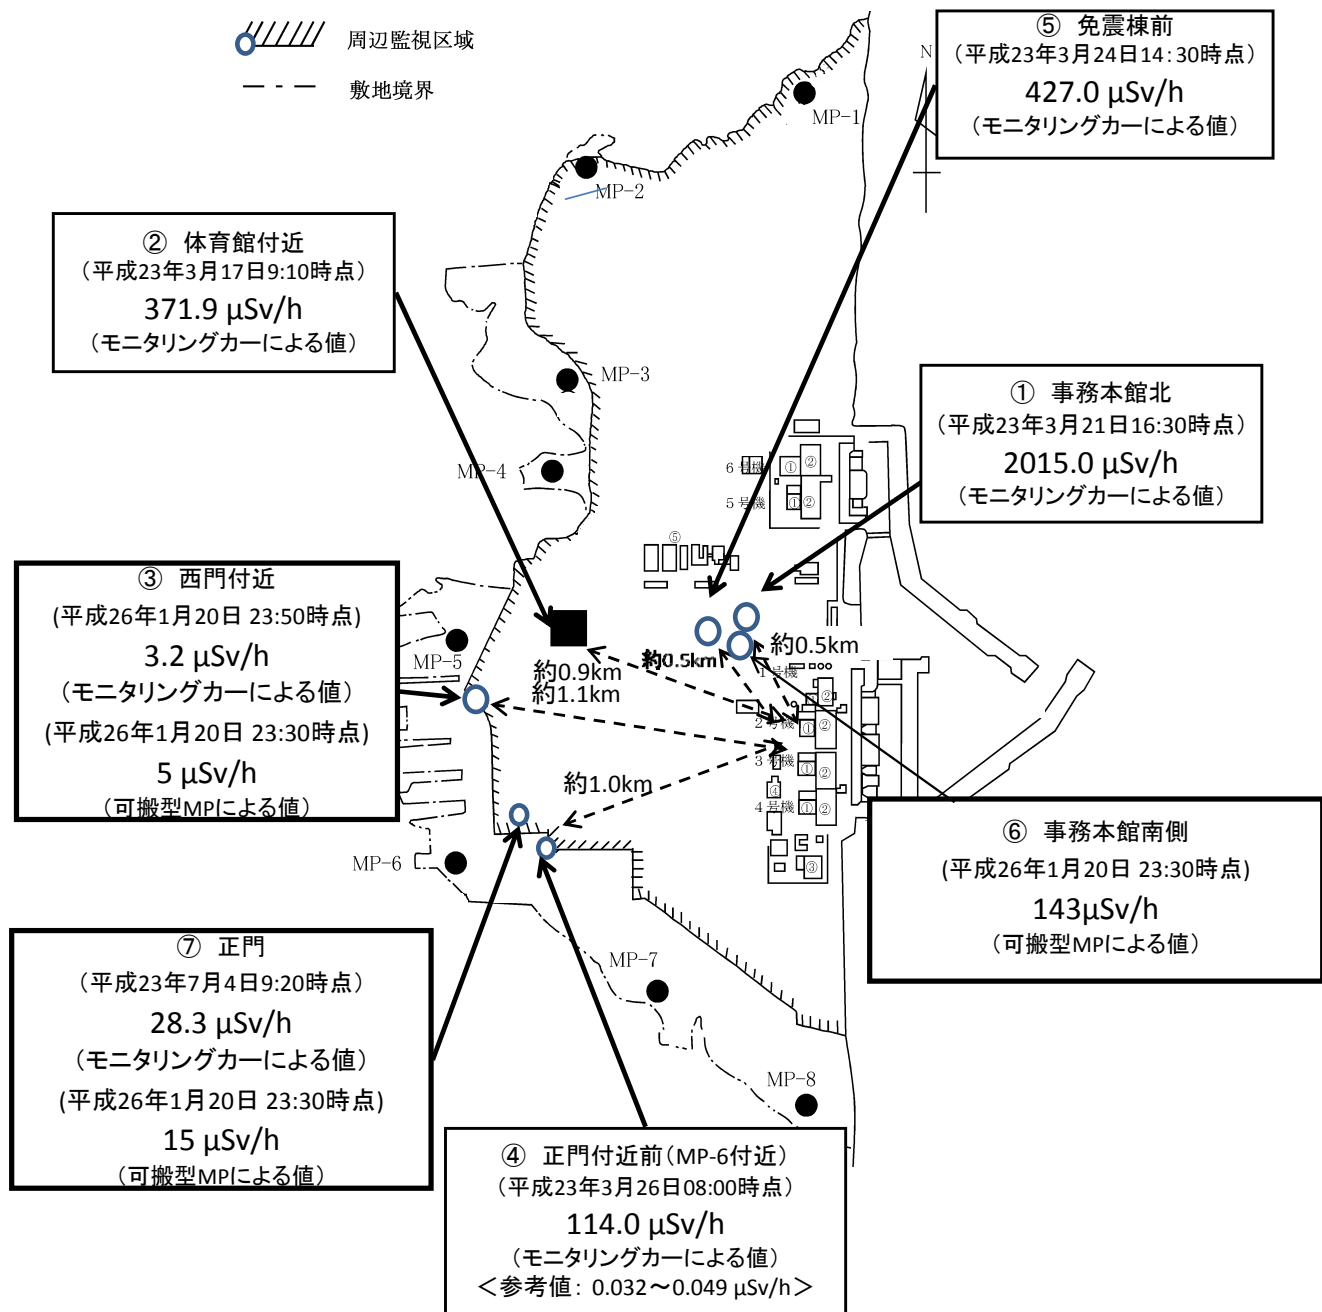 周辺監視区域
敷地境界
⑤ 免震棟前
(平成23年3月24日14:30時点)
427.0 μSv/h
(モニタリングカーによる値)
N
MP-1
MP-2
② 体育館付近
(平成23年3月17日9:10時点)
371.9 μSv/h
(モニタリングカーによる値)
MP-3
① 事務本館北
(平成23年3月21日16:30時点)
2015.0 μSv/h
(モニタリングカーによる値)
MP-4
6号機
①
②
5号機
①
②
⑤
③ 西門付近
(平成26年1月20日 23:50時点)
3.2 μSv/h
(モニタリングカーによる値)
(平成26年1月20日 23:30時点)
5 μSv/h
(可搬型MPによる値)
MP-5
約0.9km
約1.1km
約0.5km
約0.5km
1号機
②
2号機
①
②
3号機
①
②
④
4号機
①
②
③
約1.0km
MP-6
⑥ 事務本館南側
(平成26年1月20日 23:30時点)
143μSv/h
(可搬型MPによる値)
⑦ 正門
(平成23年7月4日9:20時点)
28.3 μSv/h
(モニタリングカーによる値)
(平成26年1月20日 23:30時点)
15 μSv/h
(可搬型MPによる値)
MP-7
MP-8
④ 正門付近前(MP-6付近)
(平成23年3月26日08:00時点)
114.0 μSv/h
(モニタリングカーによる値)
<参考値: 0.032～0.049 μSv/h>